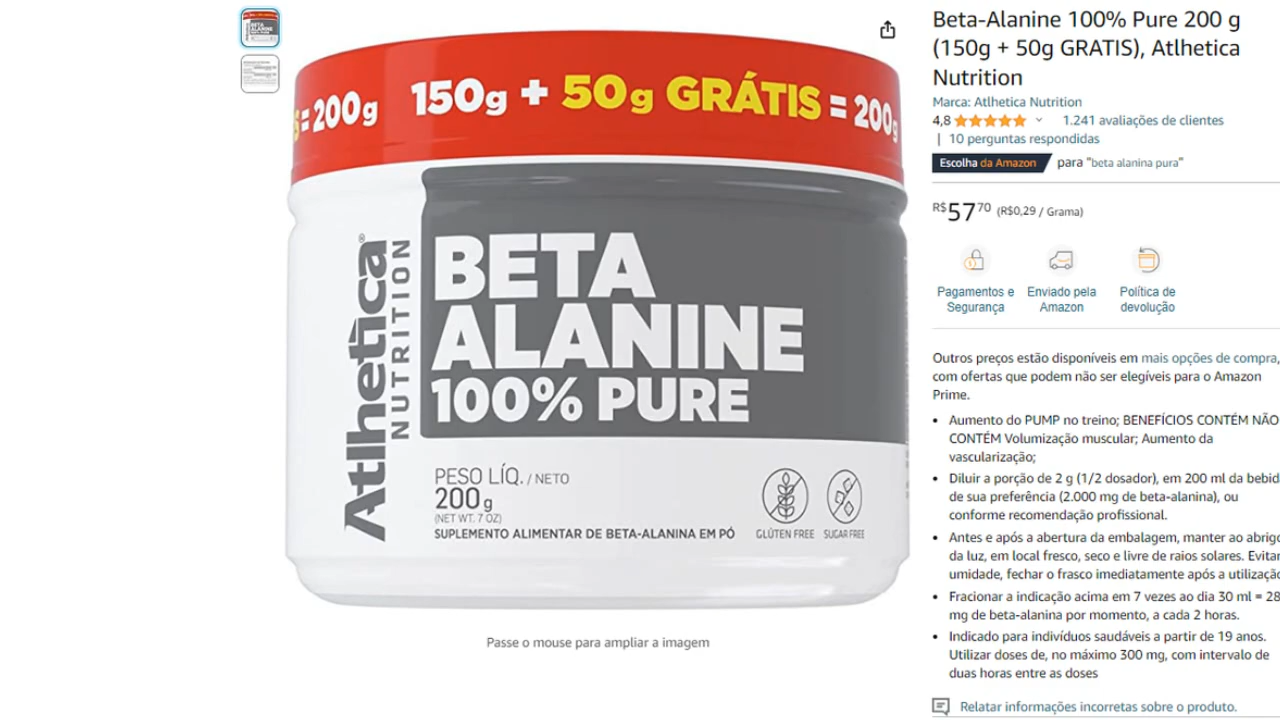 S = 200g 150g + 50g GRÁTIS = 200g
Atlhetica®
NUTRITION
BETA
ALANINE
100% PURE
PESO LÍQ. / NETO
200 g
(NET WT. 7 OZ)
SUPLEMENTO ALIMENTAR DE BETA-ALANINA EM PÓ
GLÚTEN FREE SUGAR FREE
Passe o mouse para ampliar a imagem
Beta-Alanine 100% Pure 200 g
(150g + 50g GRATIS), Atlhetica
Nutrition
Marca: Atlhetica Nutrition
4,8 1.241 avaliações de clientes
| 10 perguntas respondidas
Escolha da Amazon para "beta alanina pura"
R$57 70 (R$0,29 / Grama)
Pagamentos e Enviado pela Política de
Segurança Amazon devolução
Outros preços estão disponíveis em mais opções de compra,
com ofertas que podem não ser elegíveis para o Amazon
Prime.
• Aumento do PUMP no treino; BENEFÍCIOS CONTÉM NÃO
CONTÉM Volumização muscular; Aumento da
vascularização;
• Diluir a porção de 2 g (1/2 dosador), em 200 ml da bebid
de sua preferência (2.000 mg de beta-alanina), ou
conforme recomendação profissional.
• Antes e após a abertura da embalagem, manter ao abrig
da luz, em local fresco, seco e livre de raios solares. Evitar
umidade, fechar o frasco imediatamente após a utilizaçã
• Fracionar a indicação acima em 7 vezes ao dia 30 ml = 28
mg de beta-alanina por momento, a cada 2 horas.
• Indicado para indivíduos saudáveis a partir de 19 anos.
Utilizar doses de, no máximo 300 mg, com intervalo de
duas horas entre as doses
Relatar informações incorretas sobre o produto.